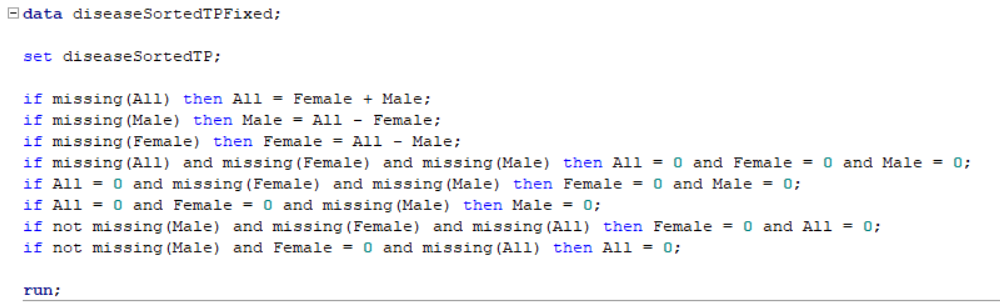 data diseaseSortedTPFixed;
set diseaseSortedTP;
if missing(All) then All = Female + Male;
if missing(Male) then Male = All - Female;
if missing(Female) then Female = All - Male;
if missing(All) and missing(Female) and missing(Male) then All = 0 and Female = 0 and Male = 0;
if All = 0 and missing(Female) and missing(Male) then Female = 0 and Male = 0;
if All = 0 and Female = 0 and missing(Male) then Male = 0;
if not missing(Male) and missing(Female) and missing(All) then Female = 0 and All = 0;
if not missing(Male) and Female = 0 and missing(All) then All = 0;
run;